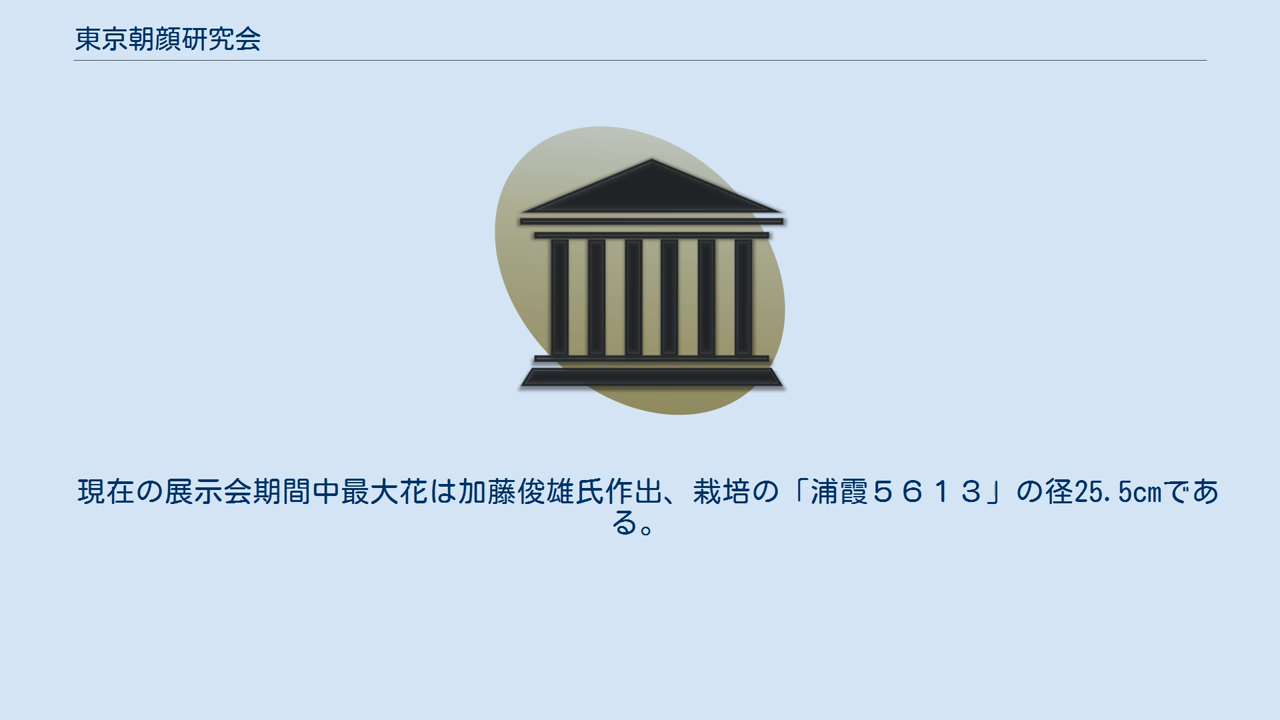 東京朝顔研究会
現在の展示会期間中最大花は加藤俊雄氏作出、栽培の「浦霞５６１３」の径25.5cmであ
る。